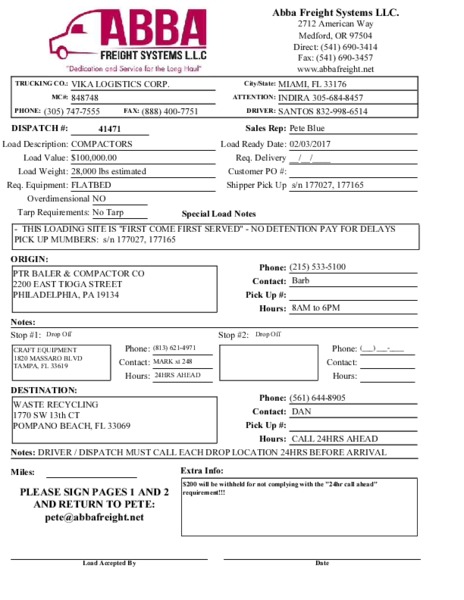 ABBA
FREIGHT SYSTEMS L.L.C
"Dedication and Service for the Long Haul"
Abba Freight Systems LLC.
2712 American Way
Medford, OR 97504
Direct: (541) 690-3414
Fax: (541) 690-3457
www.abbafreight.net
TRUCKING CO.: VIKA LOGISTICS CORP. City/State: MIAMI, FL 33176
MC#: 848748 ATTENTION: INDIRA 305-684-8457
PHONE: (305) 747-7555 FAX: (888) 400-7751 DRIVER: SANTOS 832-998-6514
DISPATCH #: 41471 Sales Rep: Pete Blue
Load Description: COMPACTORS Load Ready Date: 02/03/2017
Load Value: $100,000.00 Req. Delivery __/__/____
Load Weight: 28,000 lbs estimated Customer PO #:
Req. Equipment: FLATBED Shipper Pick Up s/n 177027, 177165
Overdimensional NO
Tarp Requirements: No Tarp Special Load Notes
- THIS LOADING SITE IS "FIRST COME FIRST SERVED" - NO DETENTION PAY FOR DELAYS
PICK UP MUMBERS: s/n 177027, 177165
ORIGIN:
PTR BALER & COMPACTOR CO
2200 EAST TIOGA STREET
PHILADELPHIA, PA 19134
Phone: (215) 533-5100
Contact: Barb
Pick Up #:
Hours: 8AM to 6PM
Notes:
Stop #1: Drop Off Stop #2: Drop Off
CRAFT EQUIPMENT
1820 MASSARO BLVD
TAMPA, FL 33619
Phone: (813) 621-4971
Contact: MARK xt 248
Hours: 24HRS AHEAD
Phone: (___) ___-____
Contact:
Hours:
DESTINATION:
WASTE RECYCLING
1770 SW 13th CT
POMPANO BEACH, FL 33069
Phone: (561) 644-8905
Contact: DAN
Pick Up #:
Hours: CALL 24HRS AHEAD
Notes: DRIVER / DISPATCH MUST CALL EACH DROP LOCATION 24HRS BEFORE ARRIVAL
Miles:
PLEASE SIGN PAGES 1 AND 2
AND RETURN TO:
pete@abbafreight.net
Extra Info:
$200 will be withheld for not complying with the "24hr call ahead"
requirement!!!
Load Accepted By Date